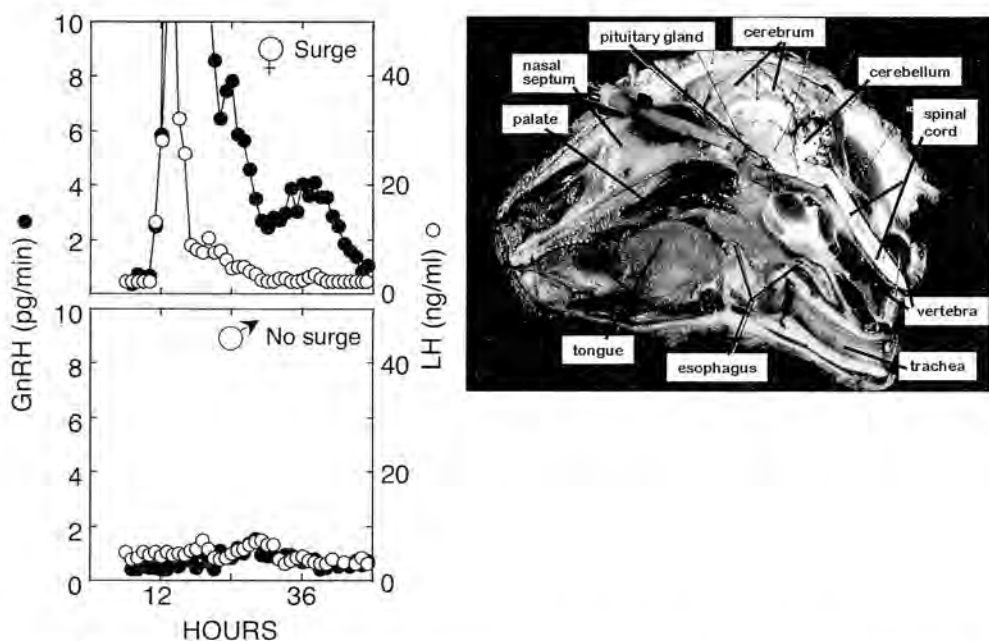 10
8
6
4
2
0
GnRH (pg/min)
Surge
40
20
0
LH (ng/ml)
10
8
6
4
2
0
No surge
40
20
0
12
36
HOURS
pituitary gland
cerebrum
nasal
septum
cerebellum
palate
spinal
cord
vertebra
tongue
esophagus
trachea